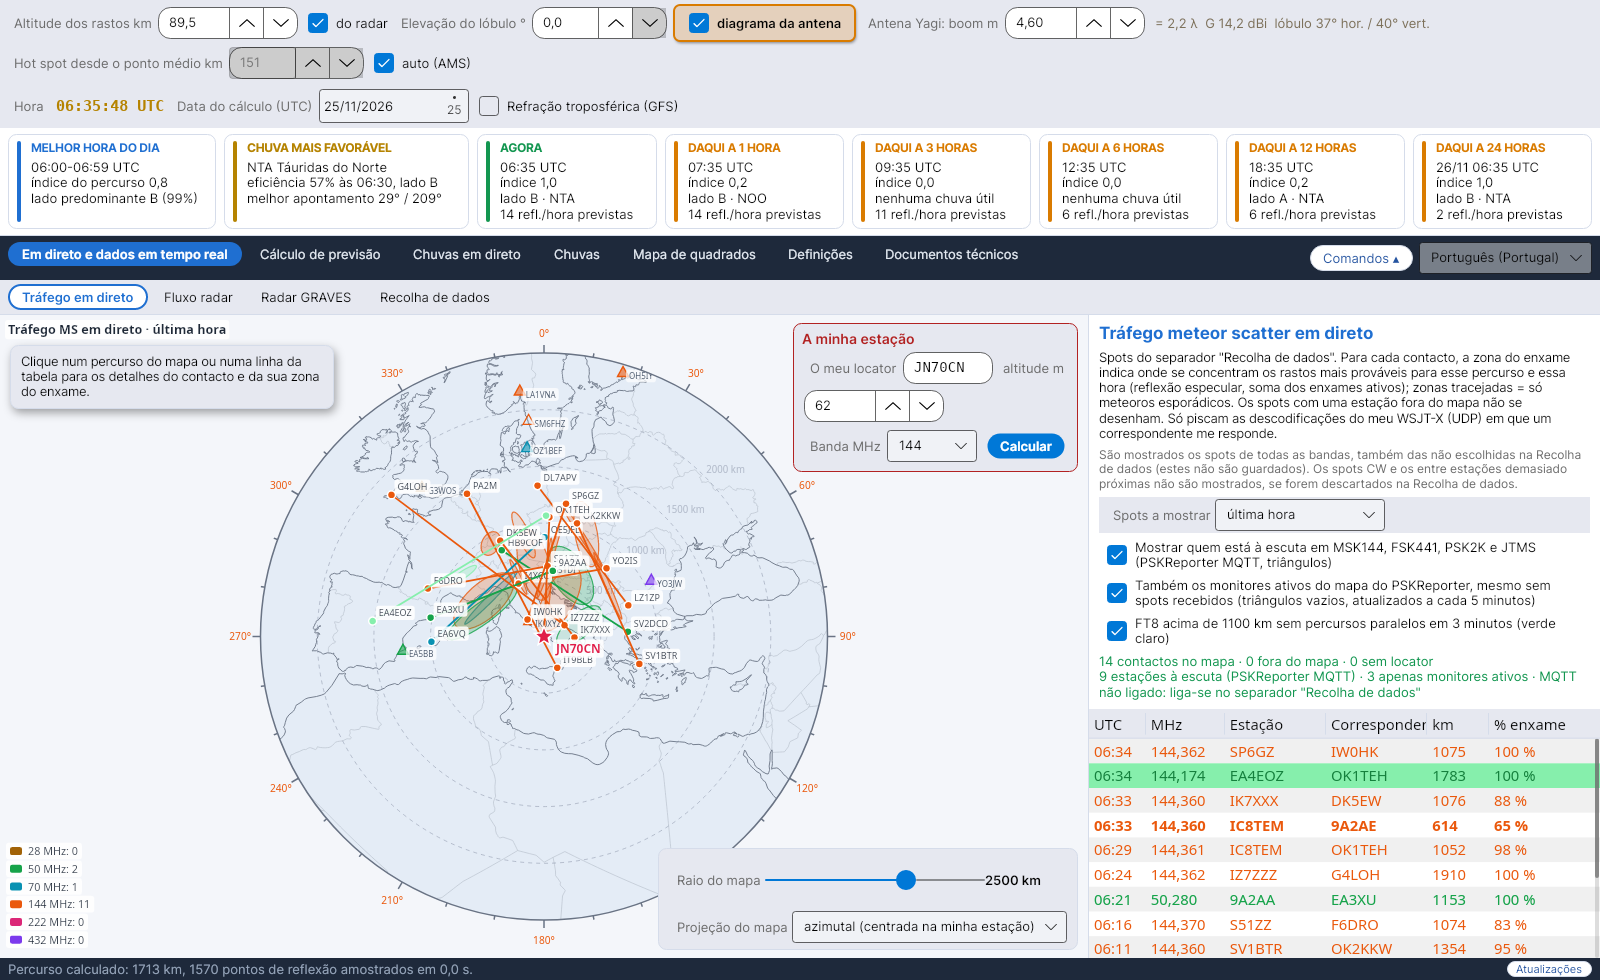 Altitude dos rastos km 89,5 do radar Elevação do lóbulo ° 0,0 diagrama da antena Antena Yagi: boom m 4,60 = 2,2 λ G 14,2 dBi lóbulo 37° hor. / 40° vert.
Hot spot desde o ponto médio km 151 auto (AMS)
Hora 06:35:48 UTC Data do cálculo (UTC) 25/11/2026 25 Refração troposférica (GFS)
MELHOR HORA DO DIA
06:00-06:59 UTC
índice do percurso 0,8
lado predominante B (99%)
CHUVA MAIS FAVORÁVEL
NTA Táuridas do Norte
eficiência 57% às 06:30, lado B
melhor apontamento 29° / 209°
AGORA
06:35 UTC
índice 1,0
lado B · NTA
14 refl./hora previstas
DAQUI A 1 HORA
07:35 UTC
índice 0,2
lado B · NOO
14 refl./hora previstas
DAQUI A 3 HORAS
09:35 UTC
índice 0,0
nenhuma chuva útil
11 refl./hora previstas
DAQUI A 6 HORAS
12:35 UTC
índice 0,0
nenhuma chuva útil
6 refl./hora previstas
DAQUI A 12 HORAS
18:35 UTC
índice 0,2
lado A · NTA
6 refl./hora previstas
DAQUI A 24 HORAS
26/11 06:35 UTC
índice 1,0
lado B · NTA
2 refl./hora previstas
Em direto e dados em tempo real Cálculo de previsão Chuvas em direto Chuvas Mapa de quadrados Definições Documentos técnicos Comandos ▴ Português (Portugal)
Tráfego em direto Fluxo radar Radar GRAVES Recolha de dados
Tráfego MS em direto · última hora
Clique num percurso do mapa ou numa linha da
tabela para os detalhes do contacto e da sua zona
do enxame.
A minha estação
O meu locator JN70CN altitude m
62
Banda MHz 144 Calcular
0°
330° 30°
OH5IT
LA1VNA
SM6FHZ
OZ1BEF
2000 km
DL7APV
300° G4LOH G3WOS PA2M 60°
SP6GZ
1500 km
OK1TEH OK2KKW
DK5EW OE5JFL
HB9COF
1000 km
9A2AA YO2IS
F6DRO YO3JW
LZ1ZP
EA4EOZ EA3XU IW0HK
IZ7ZZZ SV2DCD
IK7XXX
270° EA6VQ 90°
EA5BB JN70CN SV1BTR
IT9BLB
240° 120°
210°
180°
28 MHz: 0
50 MHz: 2
70 MHz: 1
144 MHz: 11
222 MHz: 0
432 MHz: 0
Raio do mapa 2500 km
Projeção do mapa azimutal (centrada na minha estação)
Tráfego meteor scatter em direto
Spots do separador "Recolha de dados". Para cada contacto, a zona do enxame
indica onde se concentram os rastos mais prováveis para esse percurso e essa
hora (reflexão especular, soma dos enxames ativos); zonas tracejadas = só
meteoros esporádicos. Os spots com uma estação fora do mapa não se
desenham. Só piscam as descodificações do meu WSJT-X (UDP) em que um
correspondente me responde.
São mostrados os spots de todas as bandas, também das não escolhidas na Recolha
de dados (estes não são guardados). Os spots CW e os entre estações demasiado
próximas não são mostrados, se forem descartados na Recolha de dados.
Spots a mostrar última hora
Mostrar quem está à escuta em MSK144, FSK441, PSK2K e JTMS
(PSKReporter MQTT, triângulos)
Também os monitores ativos do mapa do PSKReporter, mesmo sem
spots recebidos (triângulos vazios, atualizados a cada 5 minutos)
FT8 acima de 1100 km sem percursos paralelos em 3 minutos (verde
claro)
14 contactos no mapa · 0 fora do mapa · 0 sem locator
9 estações à escuta (PSKReporter MQTT) · 3 apenas monitores ativos · MQTT
não ligado: liga-se no separador "Recolha de dados"
UTC MHz Estação Corresponder km % enxame
06:34 144,362 SP6GZ IW0HK 1075 100 %
06:34 144,174 EA4EOZ OK1TEH 1783 100 %
06:33 144,360 IK7XXX DK5EW 1076 88 %
06:33 144,360 IC8TEM 9A2AE 614 65 %
06:29 144,361 IC8TEM OK1TEH 1052 98 %
06:24 144,362 IZ7ZZZ G4LOH 1910 100 %
06:21 50,280 9A2AA EA3XU 1153 100 %
06:16 144,370 S51ZZ F6DRO 1074 83 %
06:11 144,360 SV1BTR OK2KKW 1354 95 %
Percurso calculado: 1713 km, 1570 pontos de reflexão amostrados em 0,0 s.
Atualizações